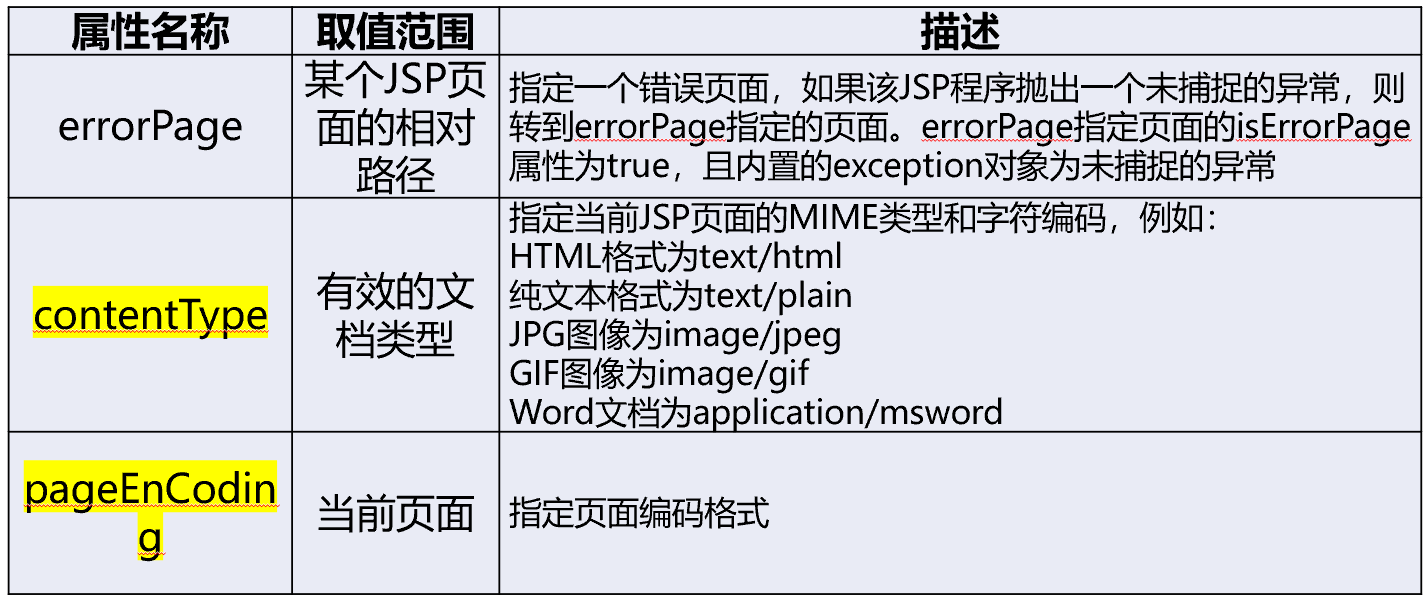 属性名称 取值范围 描述
errorPage
某个JSP页
面的相对
路径
指定一个错误页面，如果该JSP程序抛出一个未捕捉的异常，则
转到errorPage指定的页面。errorPage指定页面的isErrorPage
属性为true，且内置的exception对象为未捕捉的异常
contentType
有效的文
档类型
指定当前JSP页面的MIME类型和字符编码，例如：
HTML格式为text/html
纯文本格式为text/plain
JPG图像为image/jpeg
GIF图像为image/gif
Word文档为application/msword
pageEnCodin
g
当前页面
指定页面编码格式